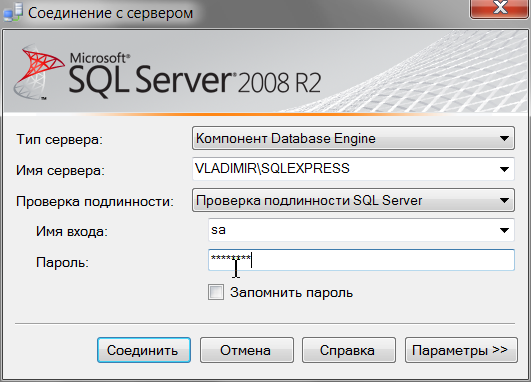 Соединение с сервером
Microsoft®
SQL Server® 2008 R2
Тип сервера: Компонент Database Engine
Имя сервера: VLADIMIR\SQLEXPRESS
Проверка подлинности: Проверка подлинности SQL Server
Имя входа: sa
Пароль: ********
Запомнить пароль
Соединить Отмена Справка Параметры >>